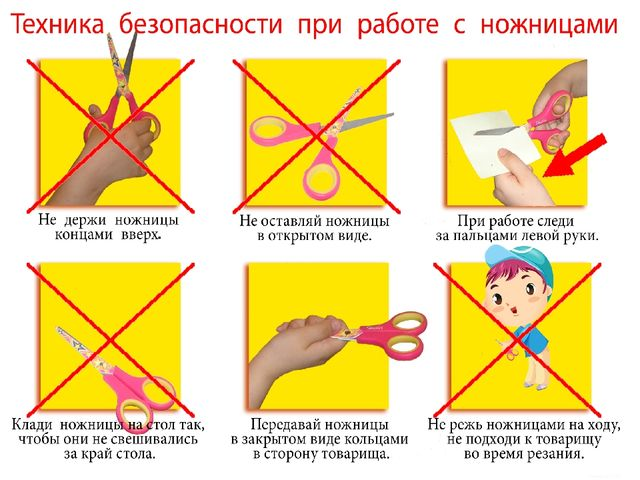 Техника безопасности при работе с ножницами
Не держи ножницы
концами вверх.
Не оставляй ножницы
в открытом виде.
При работе следи
за пальцами левой руки.
Клади ножницы на стол так,
чтобы они не свешивались
за край стола.
Передавай ножницы
в закрытом виде кольцами
в сторону товарища.
Не режь ножницами на ходу,
не подходи к товарищу
во время резания.